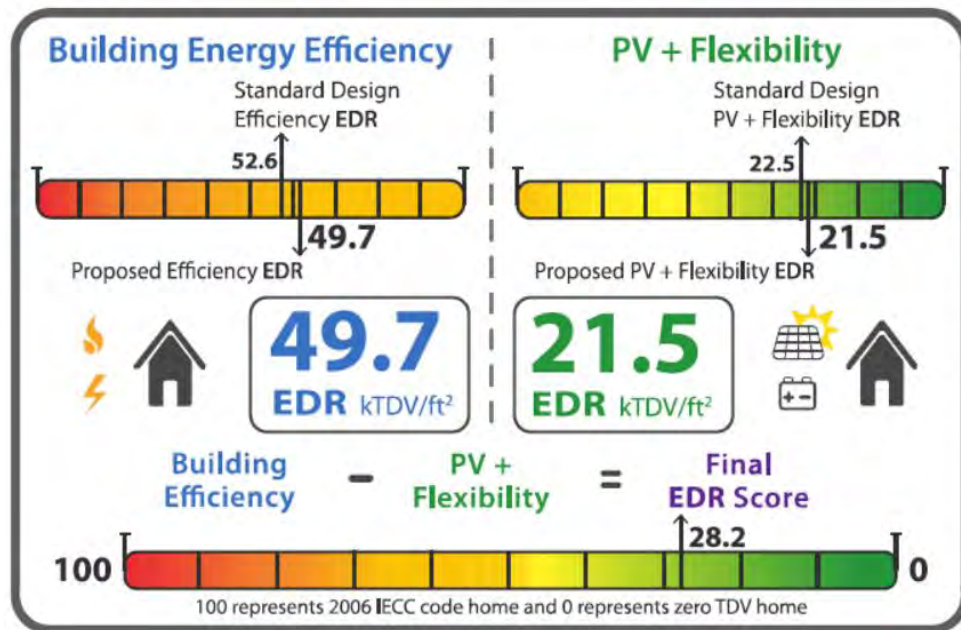 Building Energy Efficiency
Standard Design
Efficiency EDR
52.6
49.7
Proposed Efficiency EDR
49.7
EDR kTDV/ft²
PV + Flexibility
Standard Design
PV + Flexibility EDR
22.5
21.5
Proposed PV + Flexibility EDR
21.5
EDR kTDV/ft²
+ -
Building
Efficiency
-
PV +
Flexibility
=
Final
EDR Score
28.2
100
0
100 represents 2006 IECC code home and 0 represents zero TDV home